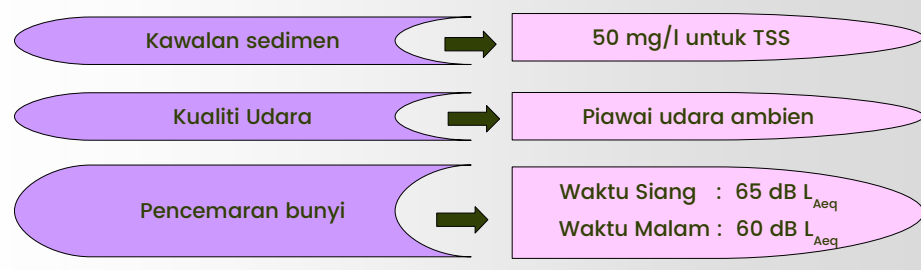 Kawalan sedimen
50 mg/l untuk TSS
Kualiti Udara
Piawai udara ambien
Pencemaran bunyi
Waktu Siang : 65 dB LAeq
Waktu Malam : 60 dB LAeq